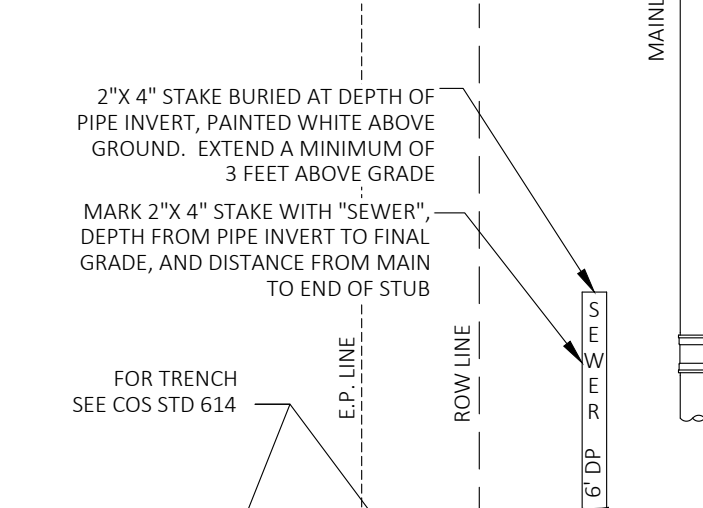 MAINL
2"X 4" STAKE BURIED AT DEPTH OF
PIPE INVERT, PAINTED WHITE ABOVE
GROUND.  EXTEND A MINIMUM OF
3 FEET ABOVE GRADE
MARK 2"X 4" STAKE WITH "SEWER",
DEPTH FROM PIPE INVERT TO FINAL
GRADE, AND DISTANCE FROM MAIN
TO END OF STUB
FOR TRENCH
SEE COS STD 614
E.P. LINE
ROW LINE
SEWER
6' DP